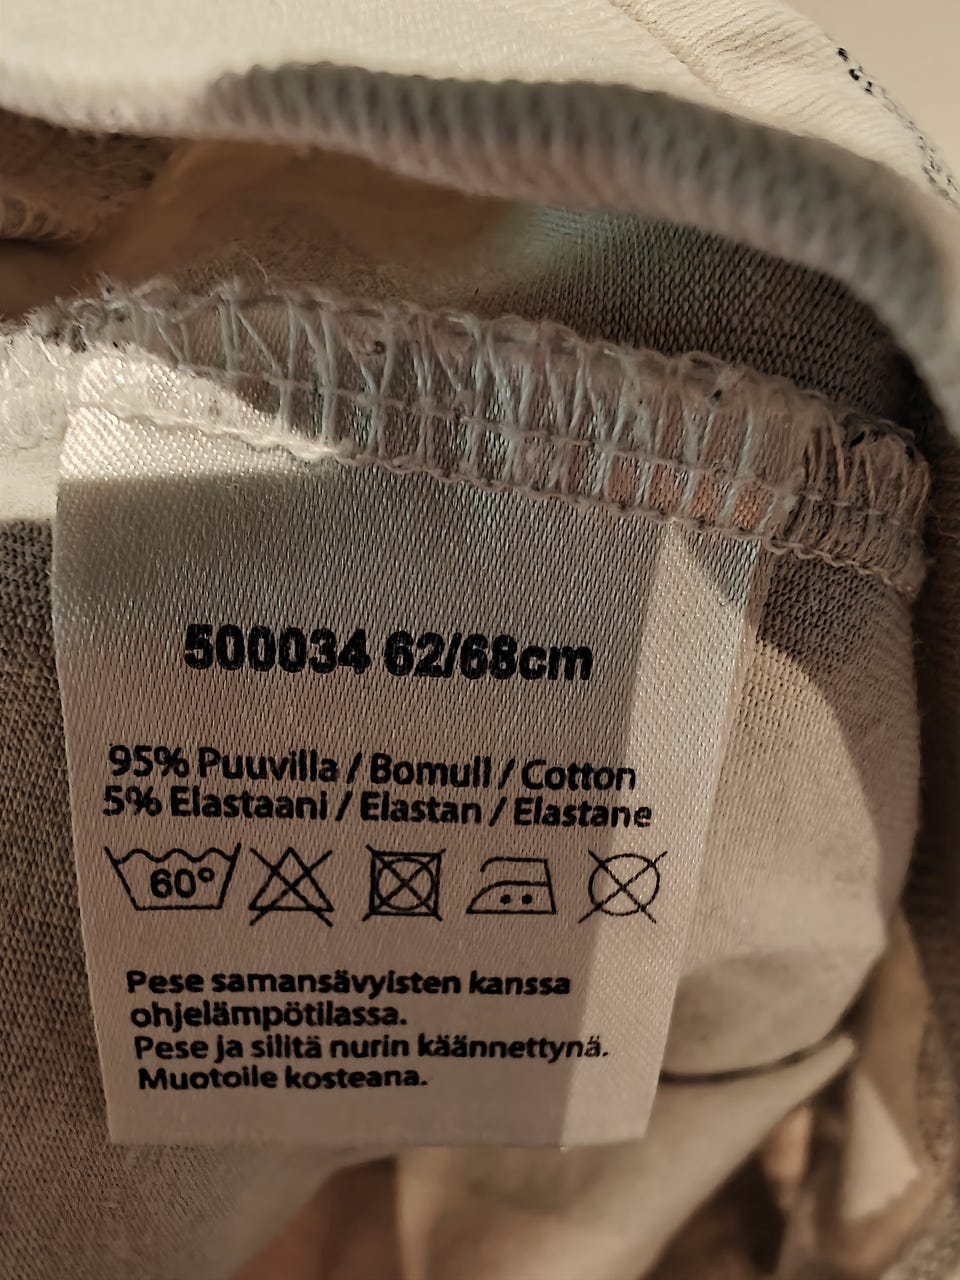 500034 62/68cm
95% Puuvilla / Bomull / Cotton
5% Elastaani / Elastan / Elastane
60°
Pese samansävyisten kanssa
ohjelämpötilassa.
Pese ja silitä nurin käännettynä.
Muotoile kosteana.